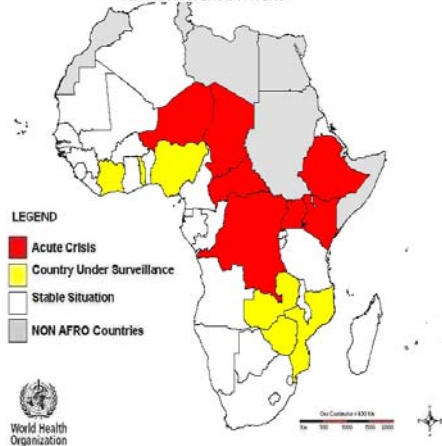 LEGEND
Acute Crisis
Country Under Surveillance
Stable Situation
NON AFRO Countries
World Health
Organization